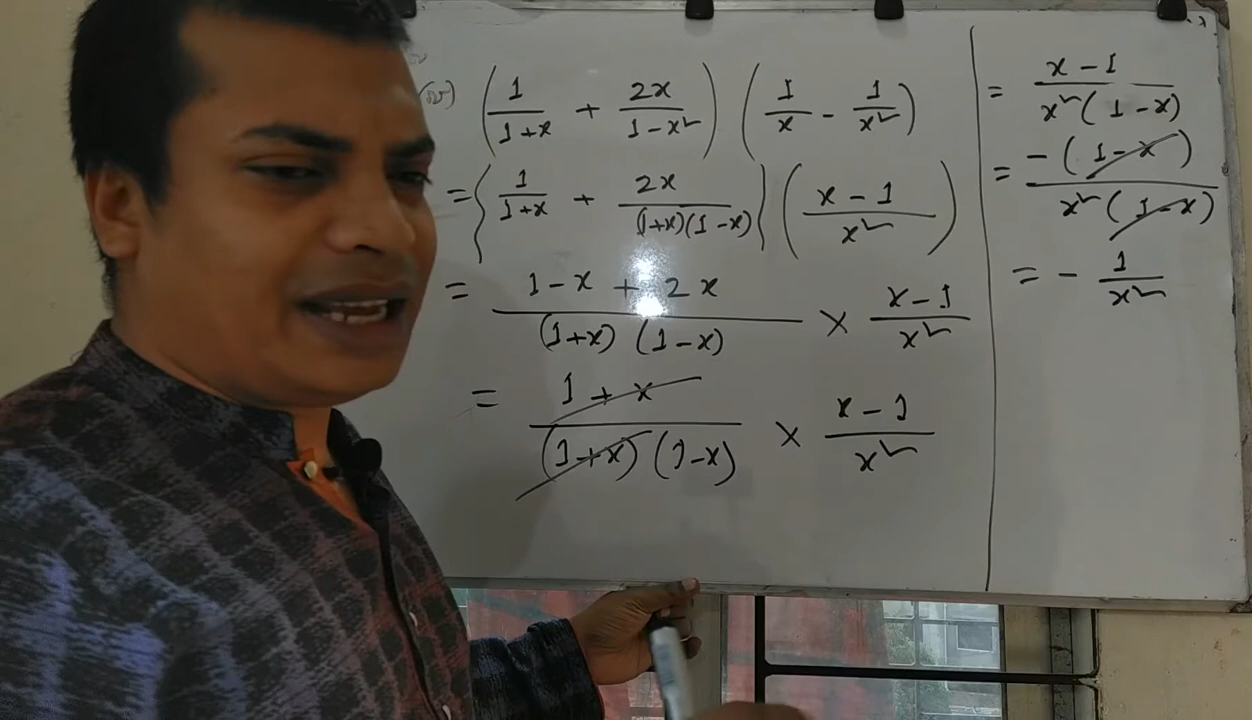 (1/(1+x) + 2x/(1-x²)) (1/x - 1/x²)
= {1/(1+x) + 2x/((1+x)(1-x))} ((x-1)/x²)
= (1-x+2x)/((1+x)(1-x)) × (x-1)/x²
= (1+x)/((1+x)(1-x)) × (x-1)/x²
= (x-1)/(x²(1-x))
= -(1-x)/(x²(1-x))
= - 1/x²